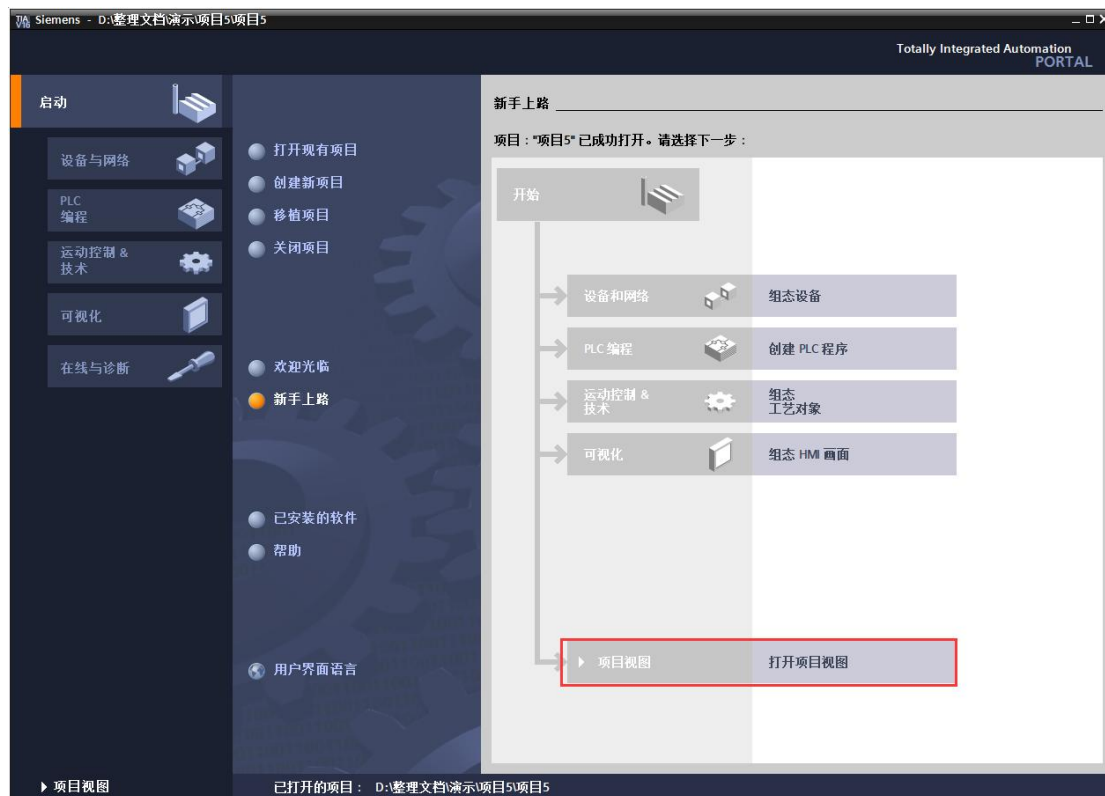 Siemens - D:\整理文档\演示\项目5\项目5
Totally Integrated Automation
PORTAL
启动
设备与网络
PLC
编程
运动控制 &
技术
可视化
在线与诊断
打开现有项目
创建新项目
移植项目
关闭项目
欢迎光临
新手上路
已安装的软件
帮助
用户界面语言
新手上路
项目："项目5" 已成功打开。请选择下一步：
开始
设备和网络 组态设备
PLC 编程 创建 PLC 程序
运动控制 & 组态
技术 工艺对象
可视化 组态 HMI 画面
项目视图 打开项目视图
项目视图 已打开的项目： D:\整理文档\演示\项目5\项目5